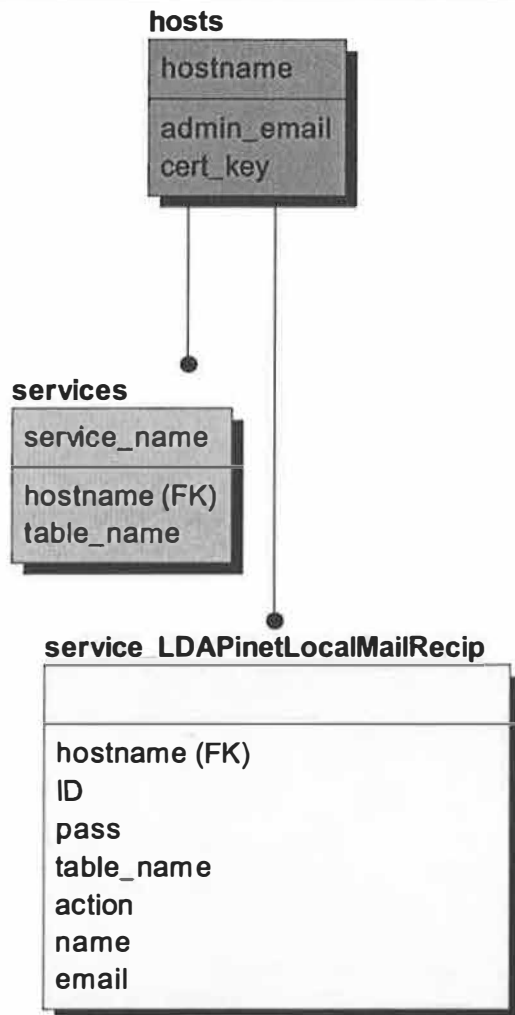 hosts
hostname
admin_email
cert_key
services
service_name
hostname (FK)
table_name
service_LDAPinetLocalMailRecip
hostname (FK)
ID
pass
table_name
action
name
email